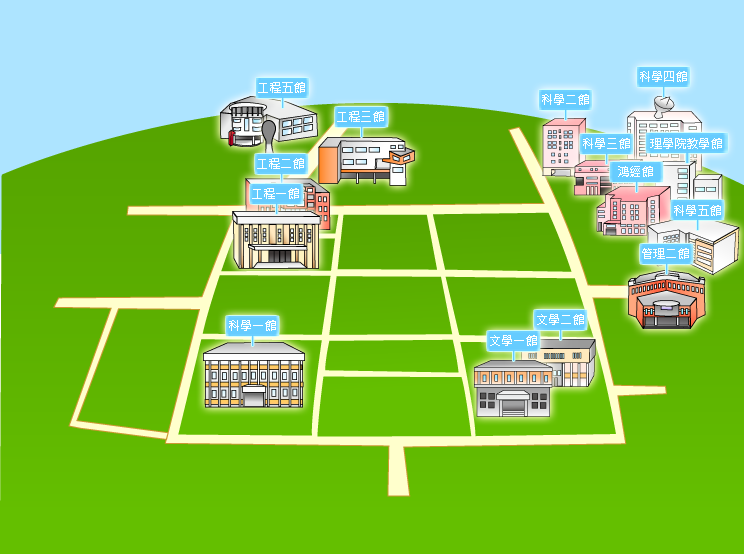 科學四館
工程五館
科學二館
工程三館
科學三館
理學院教學館
工程二館
鴻經館
工程一館
科學五館
管理二館
文學二館
科學一館
文學一館